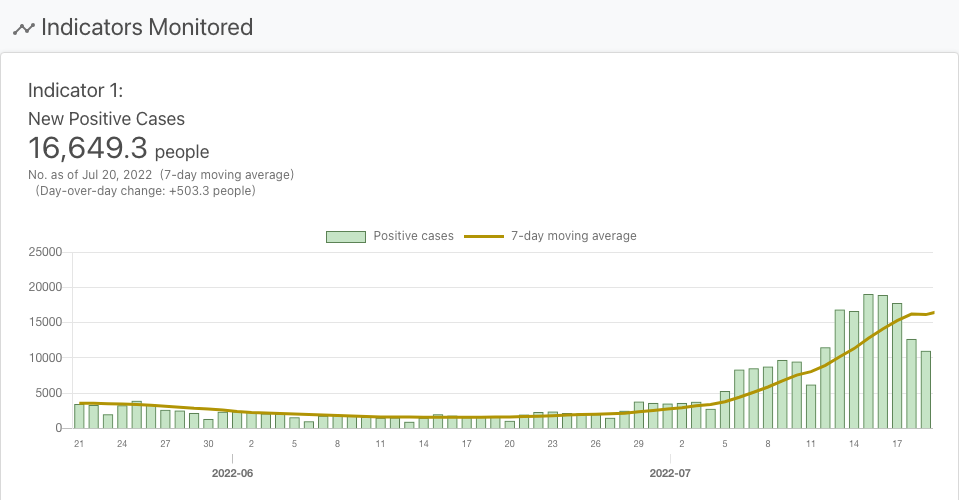 Indicators Monitored
Indicator 1:
New Positive Cases
16,649.3 people
No. as of Jul 20, 2022 (7-day moving average)
(Day-over-day change: +503.3 people)
Positive cases 7-day moving average
25000
20000
15000
10000
5000
0
21 24 27 30 2 5 8 11 14 17 20 23 26 29 2 5 8 11 14 17
2022-06 2022-07